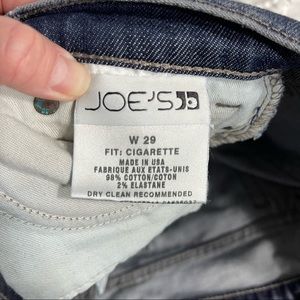 JOE'S
W 29
FIT: CIGARETTE
MADE IN USA
FABRIQUE AUX ETATS-UNIS
98% COTTON/COTON
2% ELASTANE
DRY CLEAN RECOMMENDED